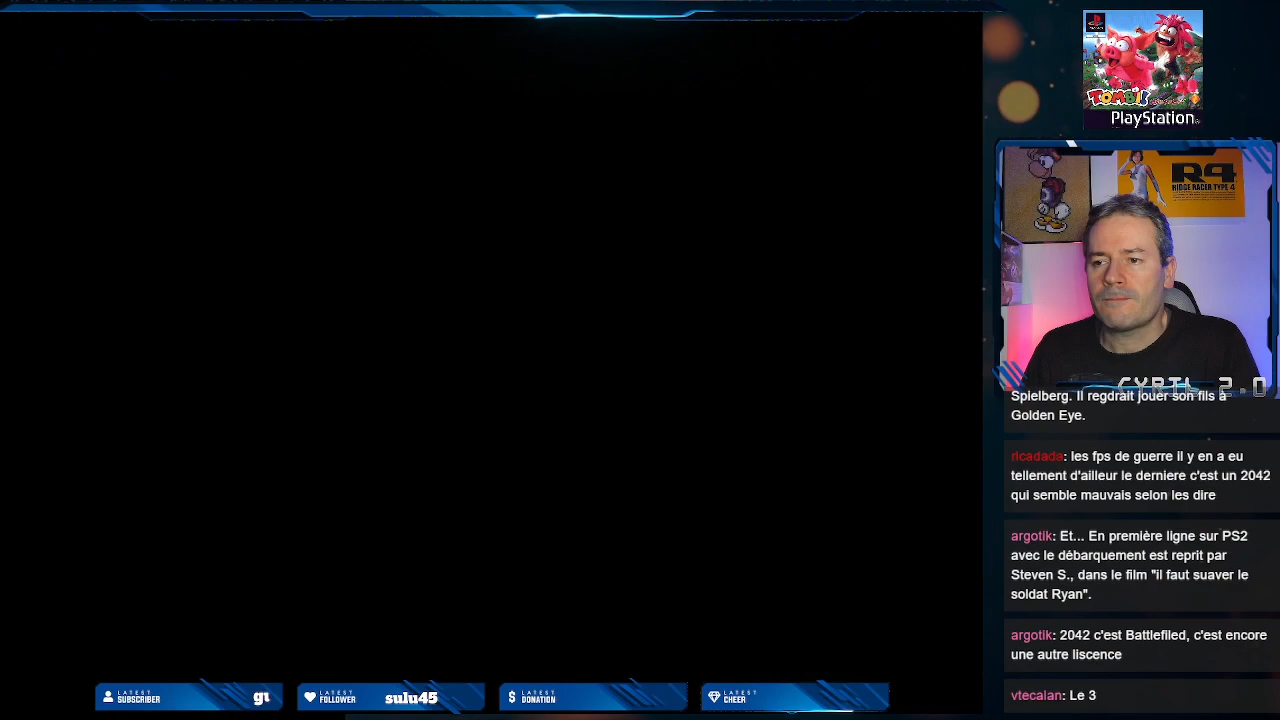 TOMBI!
PlayStation
R4
RIDGE RACER TYPE 4
CYRIL 2.0
Spielberg. Il regdrait jouer son fils à
Golden Eye.
ricadada: les fps de guerre il y en a eu
tellement d'ailleur le derniere c'est un 2042
qui semble mauvais selon les dire
argotik: Et... En première ligne sur PS2
avec le débarquement est reprit par
Steven S., dans le film "il faut suaver le
soldat Ryan".
argotik: 2042 c'est Battlefiled, c'est encore
une autre liscence
vtecalan: Le 3
LATEST
SUBSCRIBER
LATEST
FOLLOWER
sulu45
$ LATEST
DONATION
LATEST
CHEER